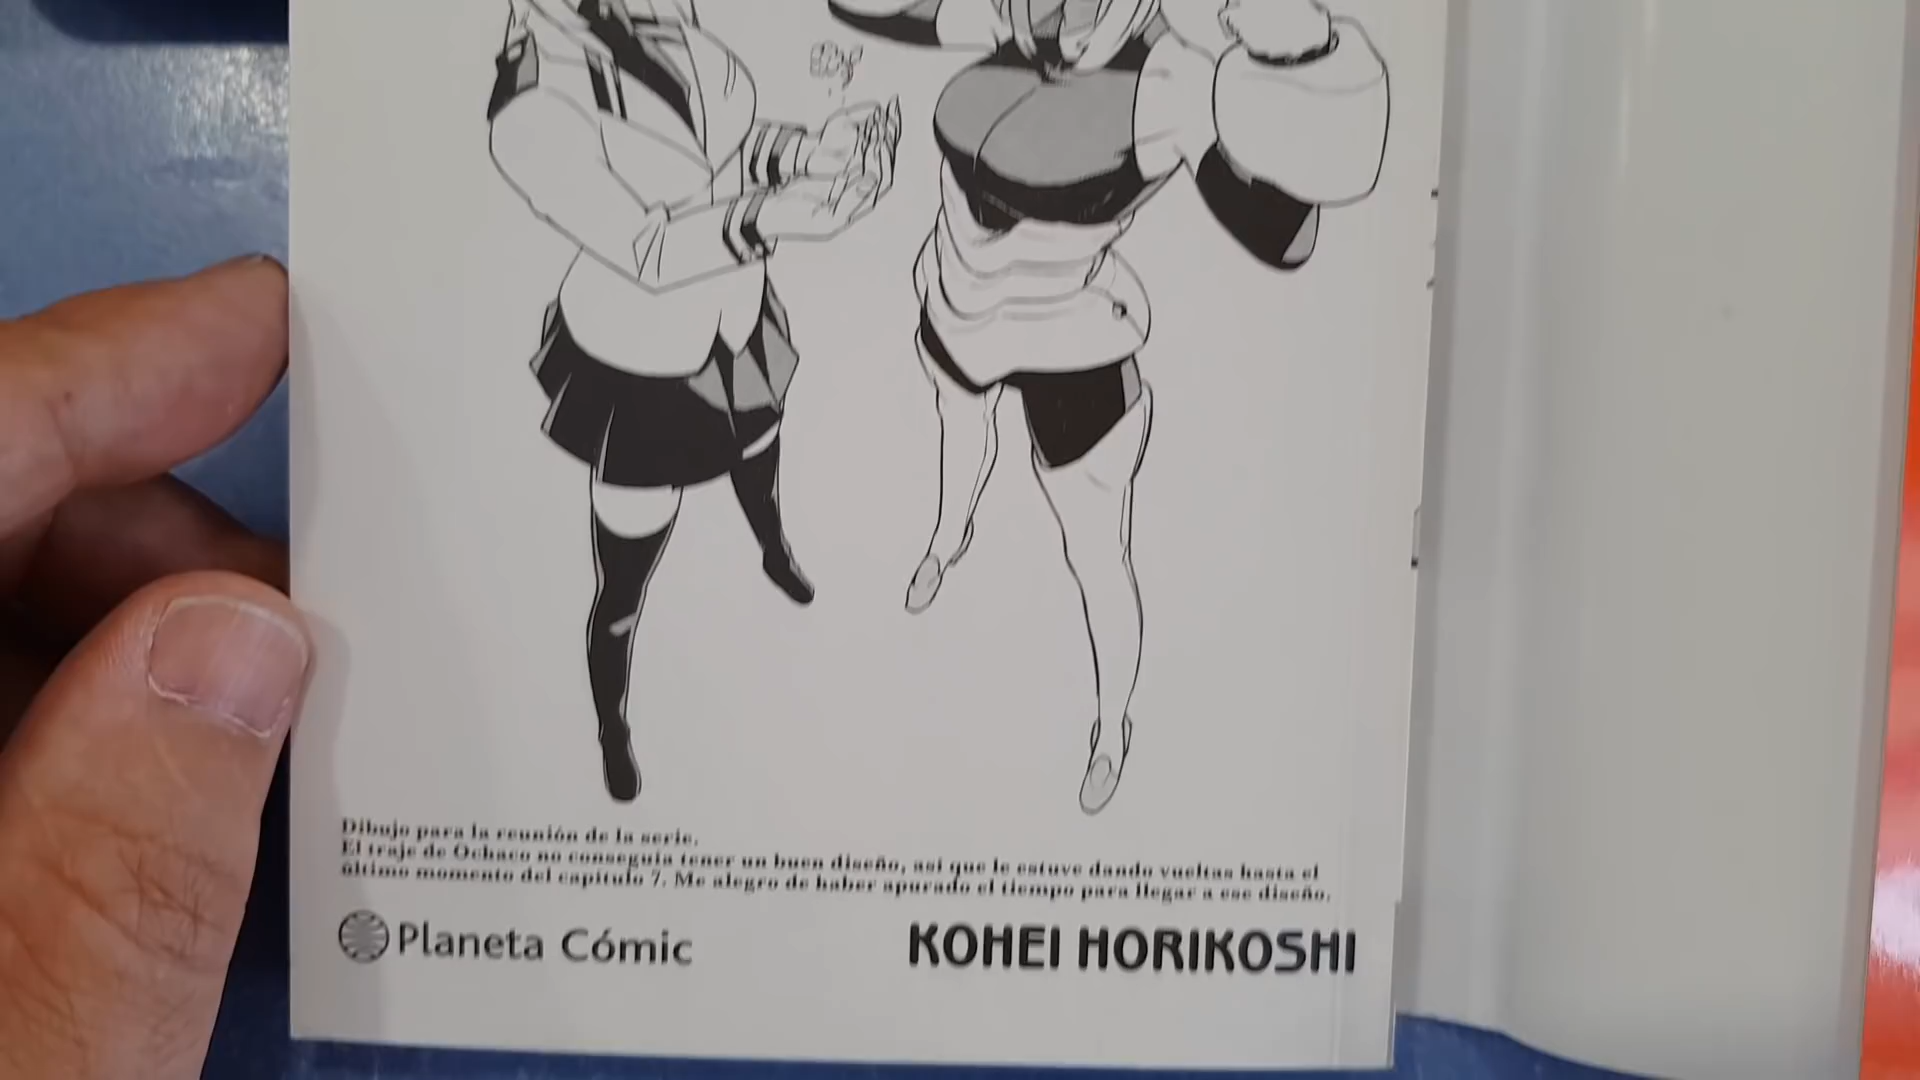 Dibujo para la reunión de la serie.
El traje de Ochaco no conseguía tener un buen diseño, así que le estuve dando vueltas hasta el
último momento del capítulo 7. Me alegro de haber apurado el tiempo para llegar a ese diseño.
Planeta Cómic
KOHEI HORIKOSHI